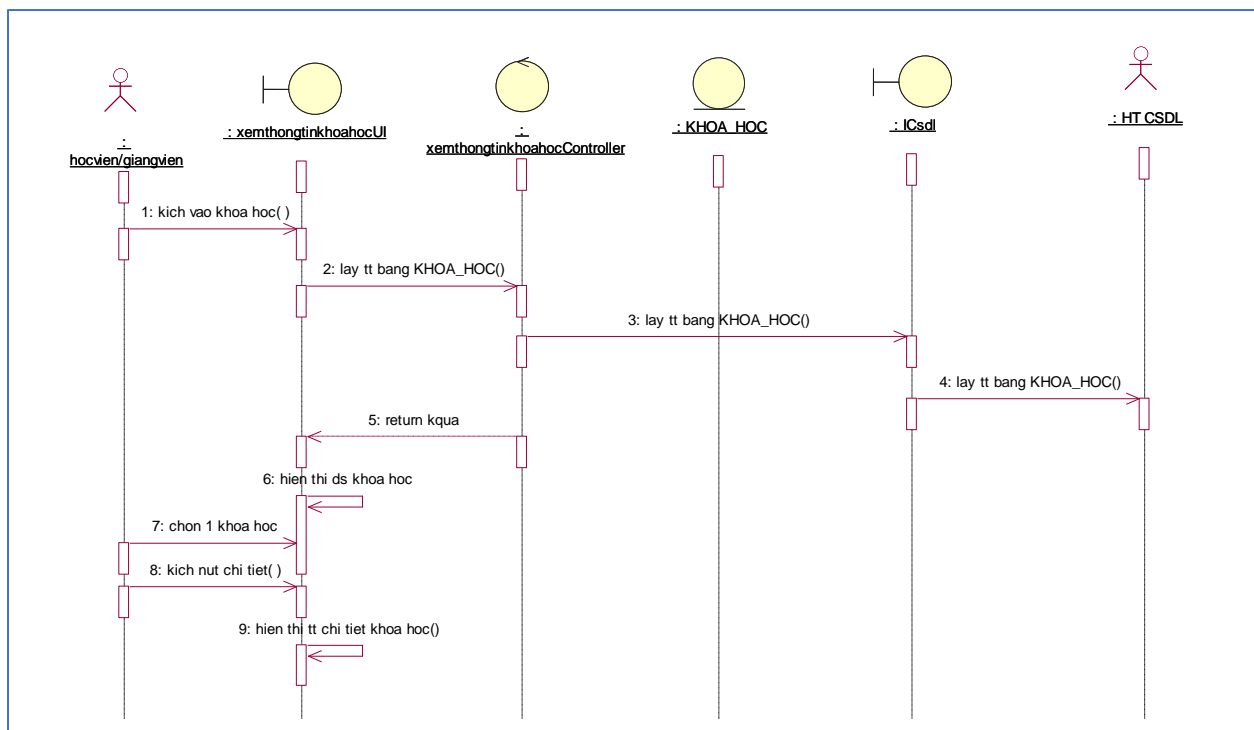 :
hocvien/giangvien
: xemthongtinkhoahocUI
:
xemthongtinkhoahocController
: KHOA_HOC
: ICsdl
: HT CSDL
1: kich vao khoa hoc( )
2: lay tt bang KHOA_HOC()
3: lay tt bang KHOA_HOC()
4: lay tt bang KHOA_HOC()
5: return kqua
6: hien thi ds khoa hoc
7: chon 1 khoa hoc
8: kich nut chi tiet( )
9: hien thi tt chi tiet khoa hoc()